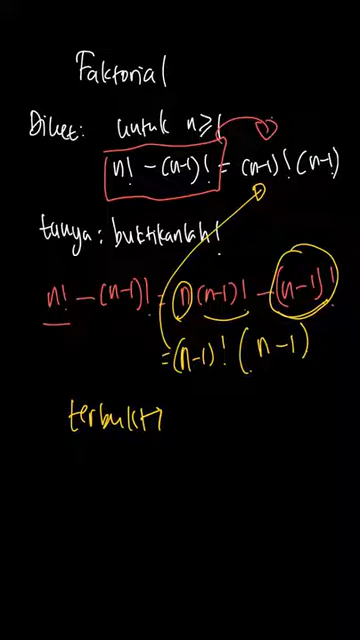 Faktorial
Diket: untuk n ≥ 1
n! - (n-1)! = (n-1)! (n-1)
tanya: buktikanlah!
n! - (n-1)! = n (n-1)! - (n-1)!
= (n-1)! (n-1)
terbukti